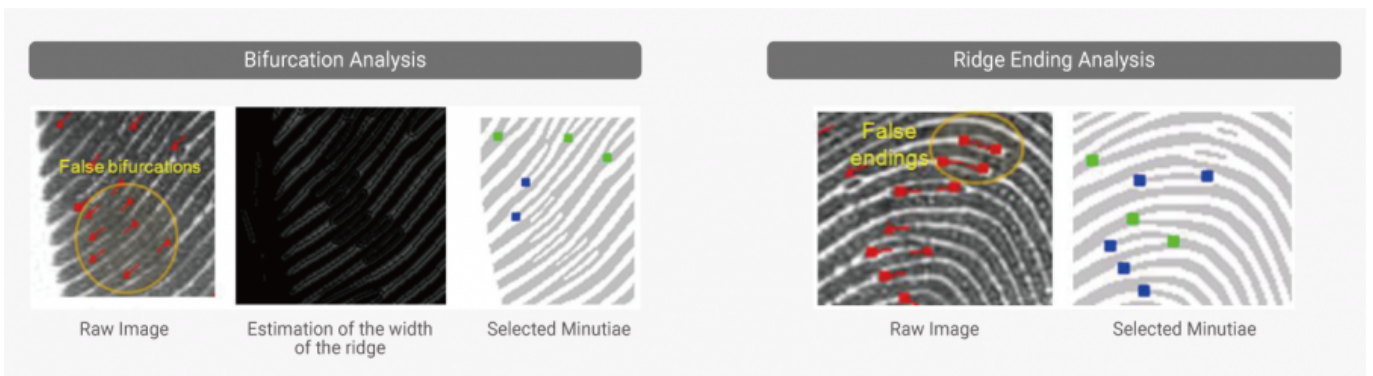 Bifurcation Analysis
False bifurcations
Raw Image
Estimation of the width
of the ridge
Selected Minutiae
Ridge Ending Analysis
False
endings
Raw Image
Selected Minutiae